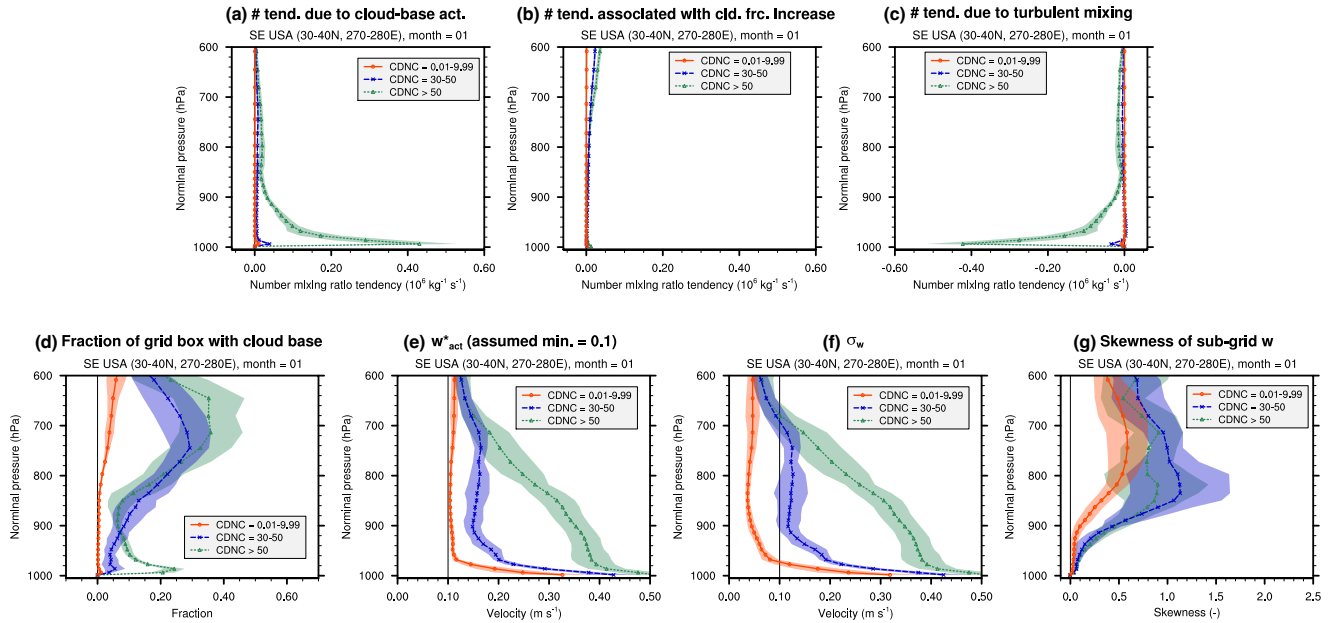 (a) # tend. due to cloud-base act.
SE USA (30-40N, 270-280E), month = 01
600
700
800
900
1000
Norminal pressure (hPa)
CDNC = 0.01-9.99
CDNC = 30-50
CDNC > 50
0.00 0.20 0.40 0.60
Number mixing ratio tendency (10⁶ kg⁻¹ s⁻¹)
(b) # tend. associated with cld. frc. Increase
SE USA (30-40N, 270-280E), month = 01
600
700
800
900
1000
Norminal pressure (hPa)
CDNC = 0.01-9.99
CDNC = 30-50
CDNC > 50
0.00 0.20 0.40 0.60
Number mixing ratio tendency (10⁶ kg⁻¹ s⁻¹)
(c) # tend. due to turbulent mixing
SE USA (30-40N, 270-280E), month = 01
600
700
800
900
1000
Norminal pressure (hPa)
CDNC = 0.01-9.99
CDNC = 30-50
CDNC > 50
-0.60 -0.40 -0.20 0.00
Number mixing ratio tendency (10⁶ kg⁻¹ s⁻¹)
(d) Fraction of grid box with cloud base
SE USA (30-40N, 270-280E), month = 01
600
700
800
900
1000
Norminal pressure (hPa)
CDNC = 0.01-9.99
CDNC = 30-50
CDNC > 50
0.00 0.20 0.40 0.60
Fraction
(e) w*act (assumed min. = 0.1)
SE USA (30-40N, 270-280E), month = 01
600
700
800
900
1000
Norminal pressure (hPa)
CDNC = 0.01-9.99
CDNC = 30-50
CDNC > 50
0.00 0.10 0.20 0.30 0.40 0.50
Velocity (m s⁻¹)
(f) σw
SE USA (30-40N, 270-280E), month = 01
600
700
800
900
1000
Norminal pressure (hPa)
CDNC = 0.01-9.99
CDNC = 30-50
CDNC > 50
0.00 0.10 0.20 0.30 0.40 0.50
Velocity (m s⁻¹)
(g) Skewness of sub-grid w
SE USA (30-40N, 270-280E), month = 01
600
700
800
900
1000
Norminal pressure (hPa)
CDNC = 0.01-9.99
CDNC = 30-50
CDNC > 50
0.0 0.5 1.0 1.5 2.0 2.5
Skewness (-)